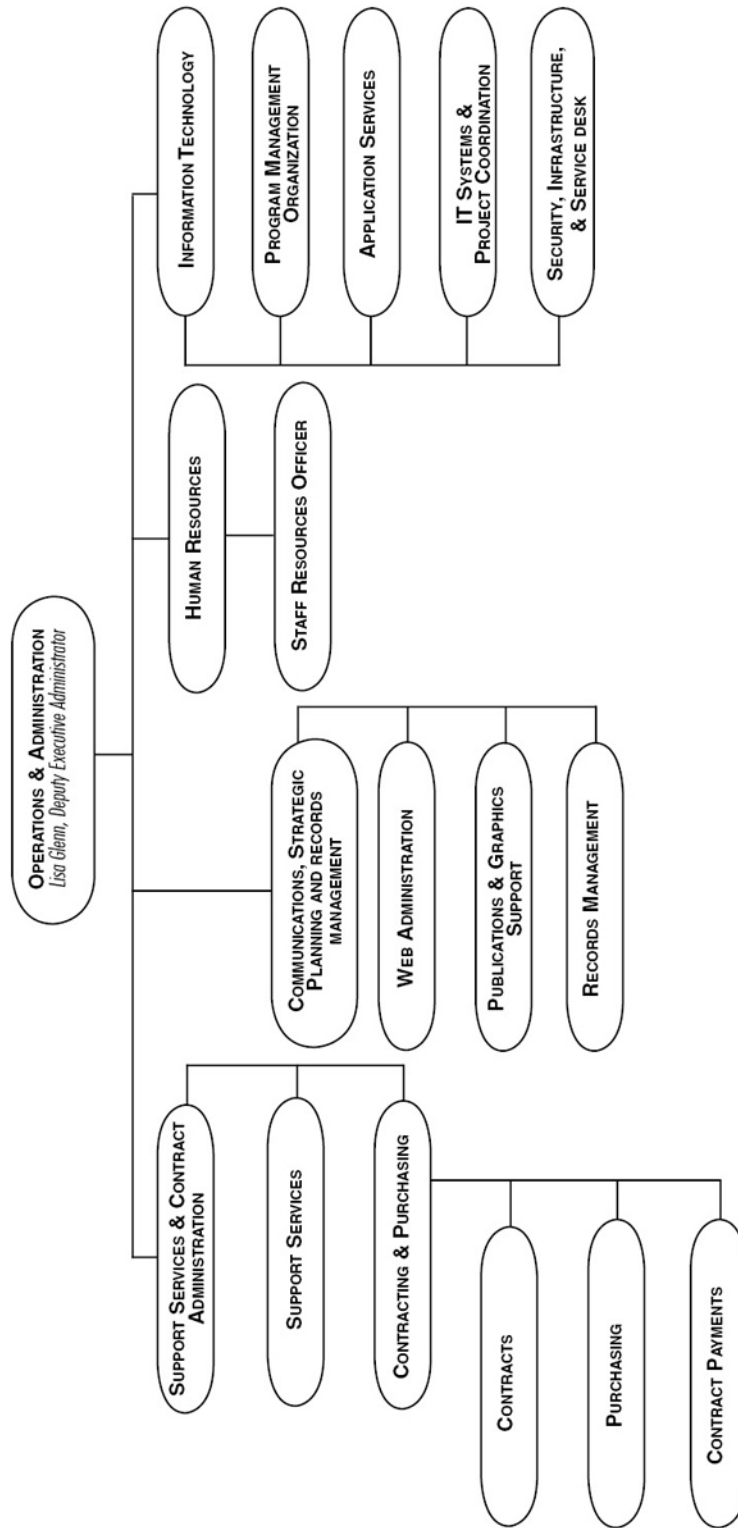 Operations & Administration
Lisa Glenn, Deputy Executive Administrator
Support Services & Contract
Administration
Support Services
Contracting & Purchasing
Contracts
Purchasing
Contract Payments
Communications, Strategic
Planning and records
management
Web Administration
Publications & Graphics
Support
Records Management
Human Resources
Staff Resources Officer
Information Technology
Program Management
Organization
Application Services
IT Systems &
Project Coordination
Security, Infrastructure,
& Service desk